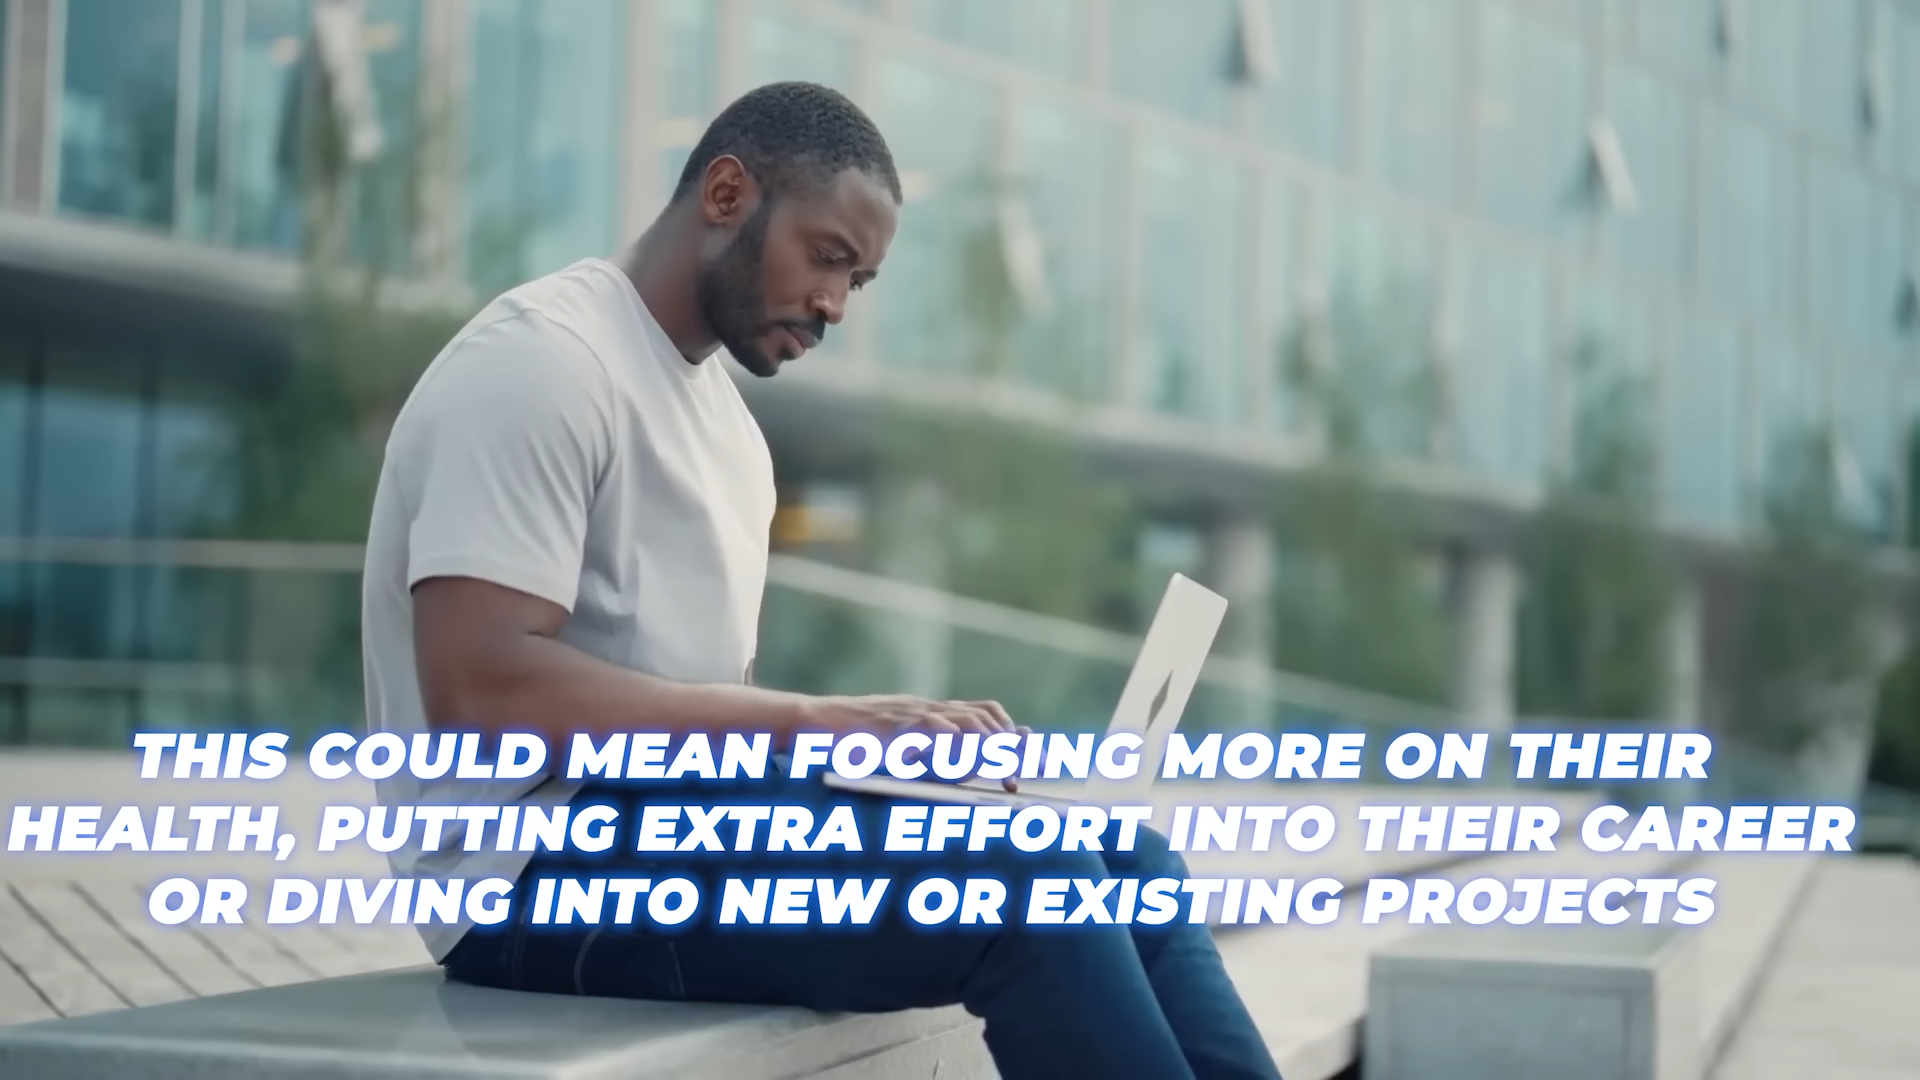 THIS COULD MEAN FOCUSING MORE ON THEIR
HEALTH, PUTTING EXTRA EFFORT INTO THEIR CAREER
OR DIVING INTO NEW OR EXISTING PROJECTS